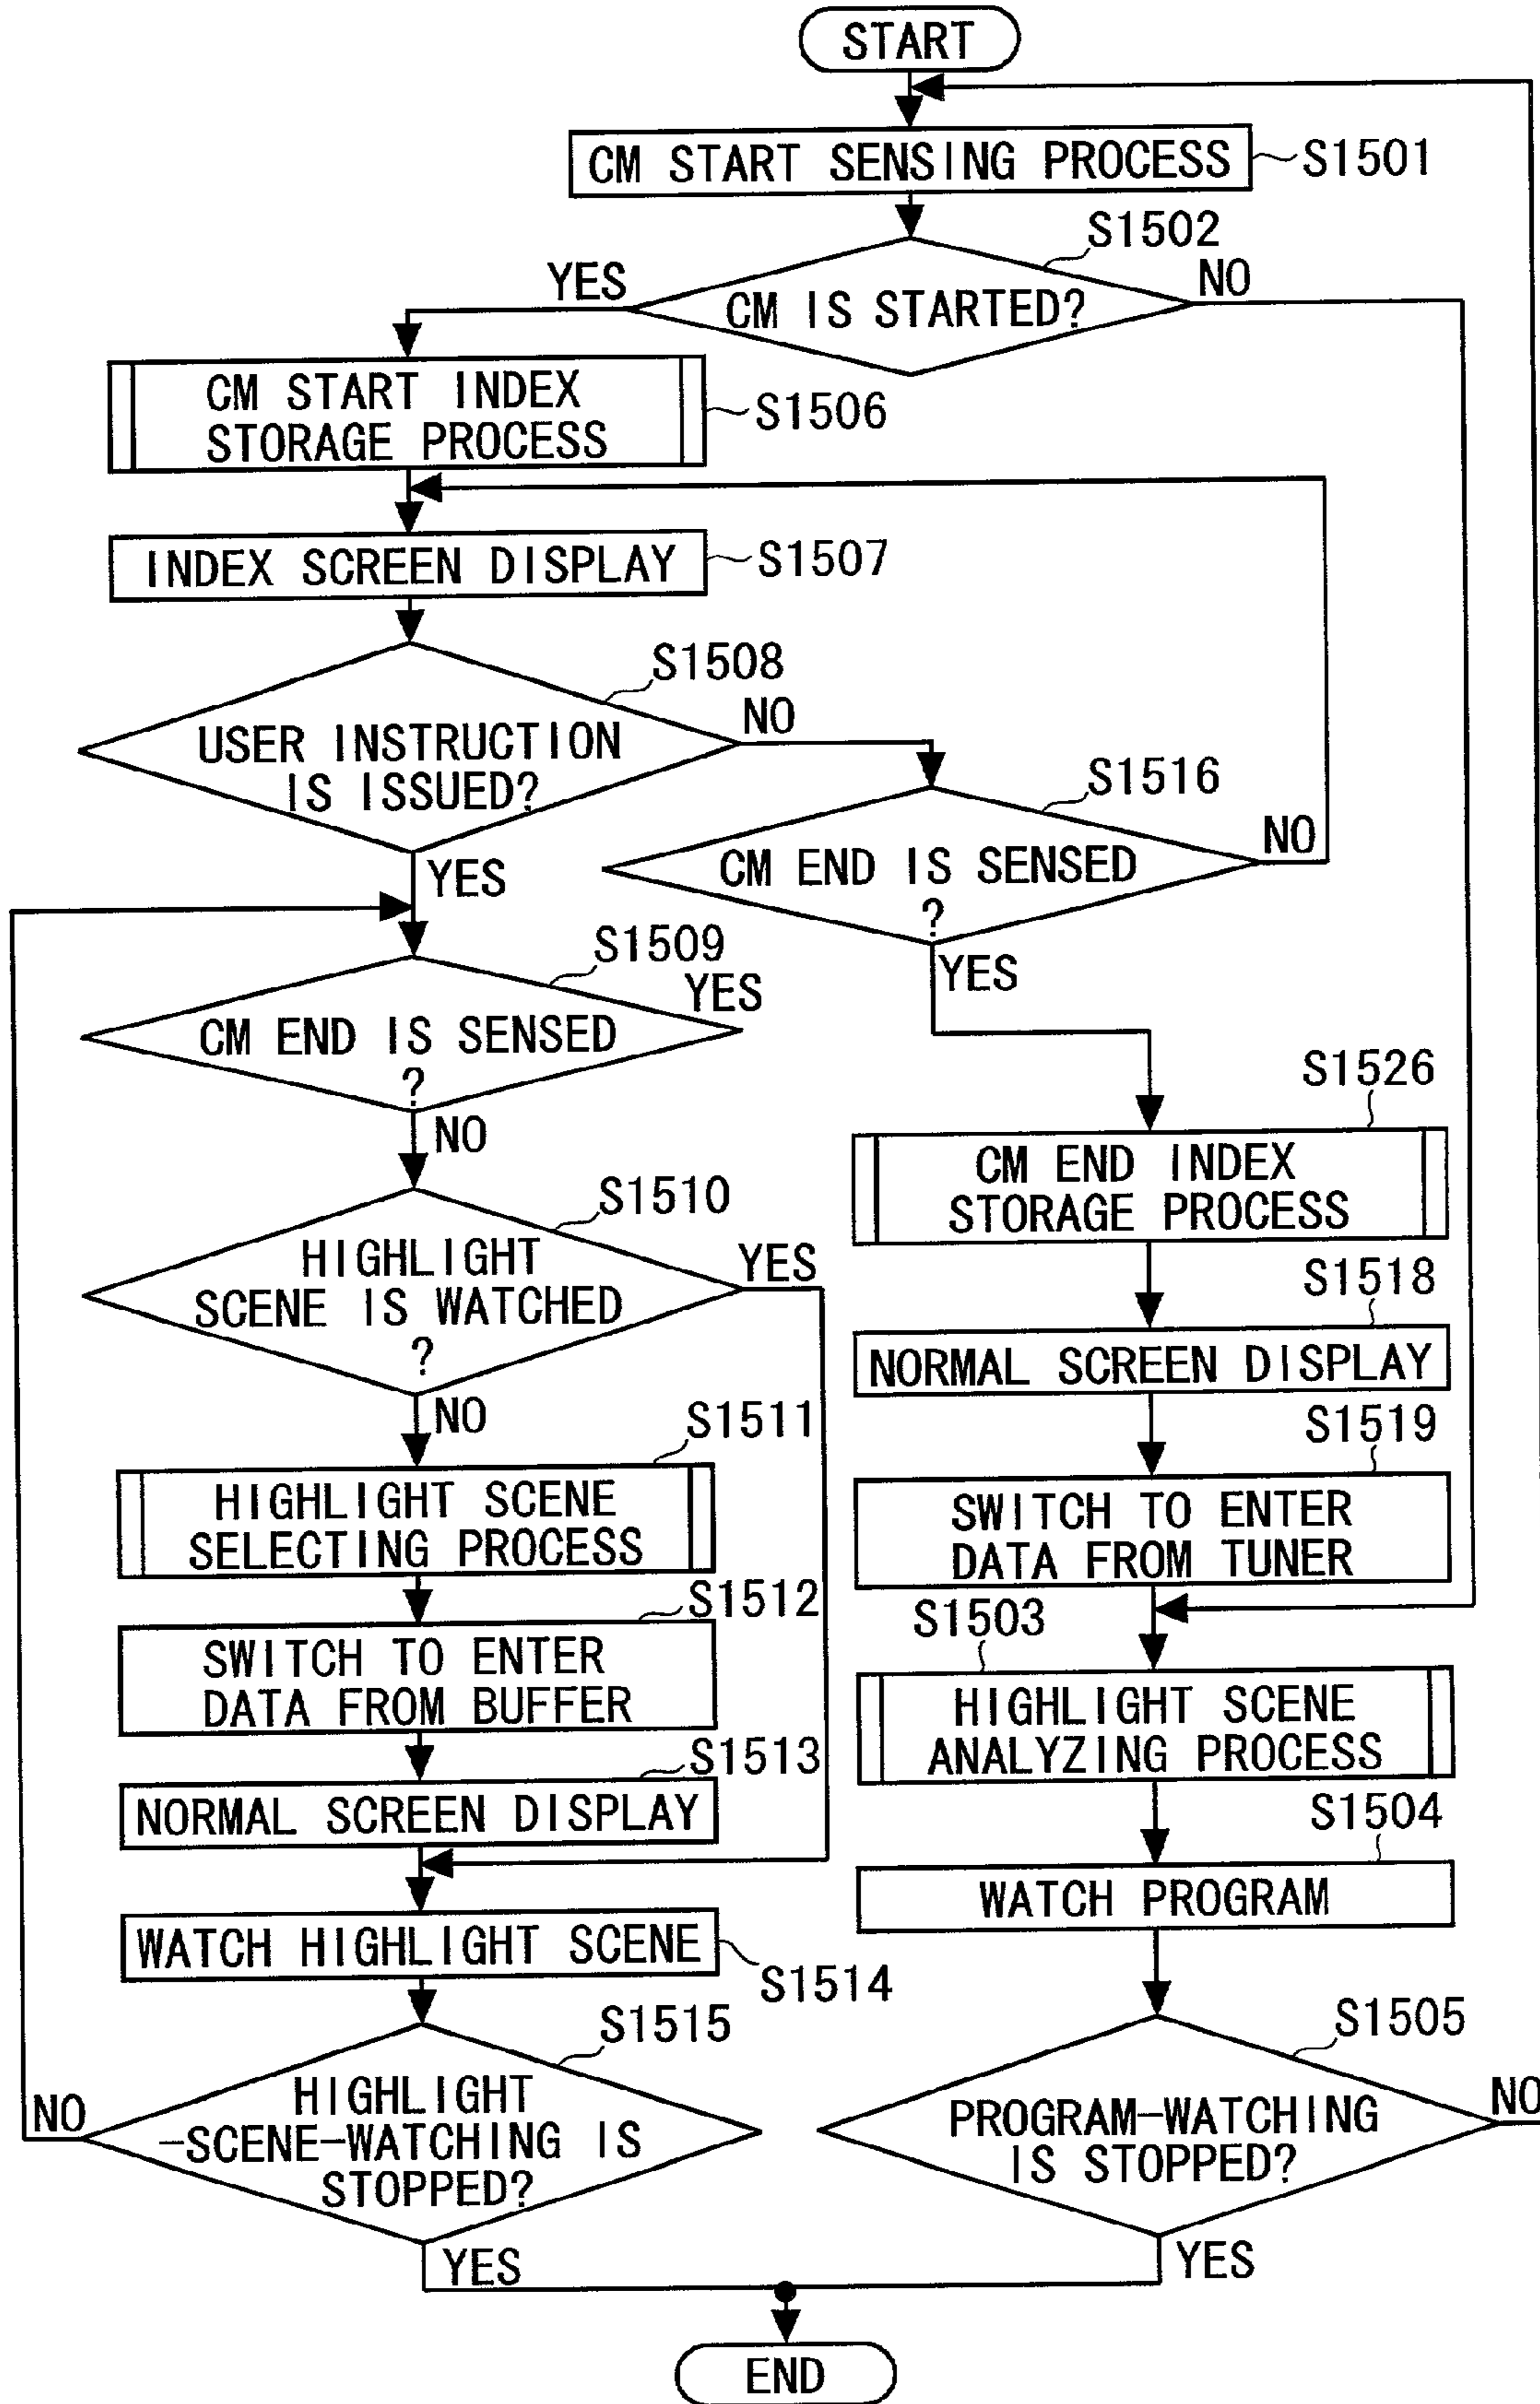 START
CM START SENSING PROCESS
S1501
S1502
YES
NO
CM IS STARTED?
CM START INDEX
STORAGE PROCESS
S1506
INDEX SCREEN DISPLAY
S1507
S1508
NO
USER INSTRUCTION
IS ISSUED?
YES
S1516
NO
CM END IS SENSED
?
YES
S1509
YES
CM END IS SENSED
?
NO
S1526
CM END INDEX
STORAGE PROCESS
S1510
YES
HIGHLIGHT
SCENE IS WATCHED
?
NO
S1518
NORMAL SCREEN DISPLAY
S1511
HIGHLIGHT SCENE
SELECTING PROCESS
S1519
SWITCH TO ENTER
DATA FROM TUNER
S1512
SWITCH TO ENTER
DATA FROM BUFFER
S1503
HIGHLIGHT SCENE
ANALYZING PROCESS
S1513
NORMAL SCREEN DISPLAY
S1504
WATCH PROGRAM
WATCH HIGHLIGHT SCENE
S1514
S1515
NO
HIGHLIGHT
-SCENE-WATCHING IS
STOPPED?
YES
S1505
NO
PROGRAM-WATCHING
IS STOPPED?
YES
END